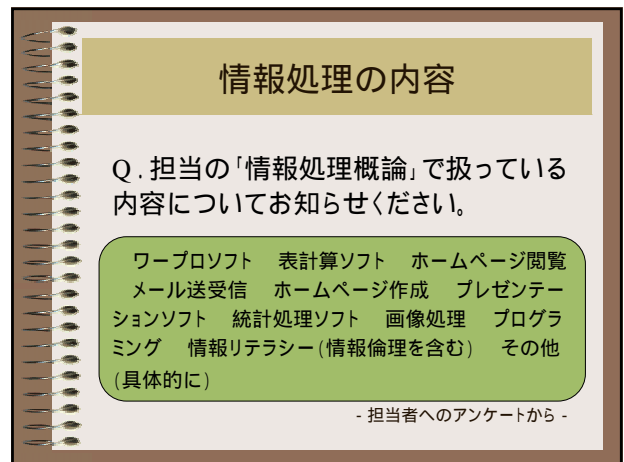 情報処理の内容
Q.担当の「情報処理概論」で扱っている
内容についてお知らせください。
ワープロソフト　表計算ソフト　ホームページ閲覧
メール送受信　ホームページ作成　プレゼンテー
ションソフト　統計処理ソフト　画像処理　プログラ
ミング　情報リテラシー(情報倫理を含む)　その他
(具体的に)
- 担当者へのアンケートから -